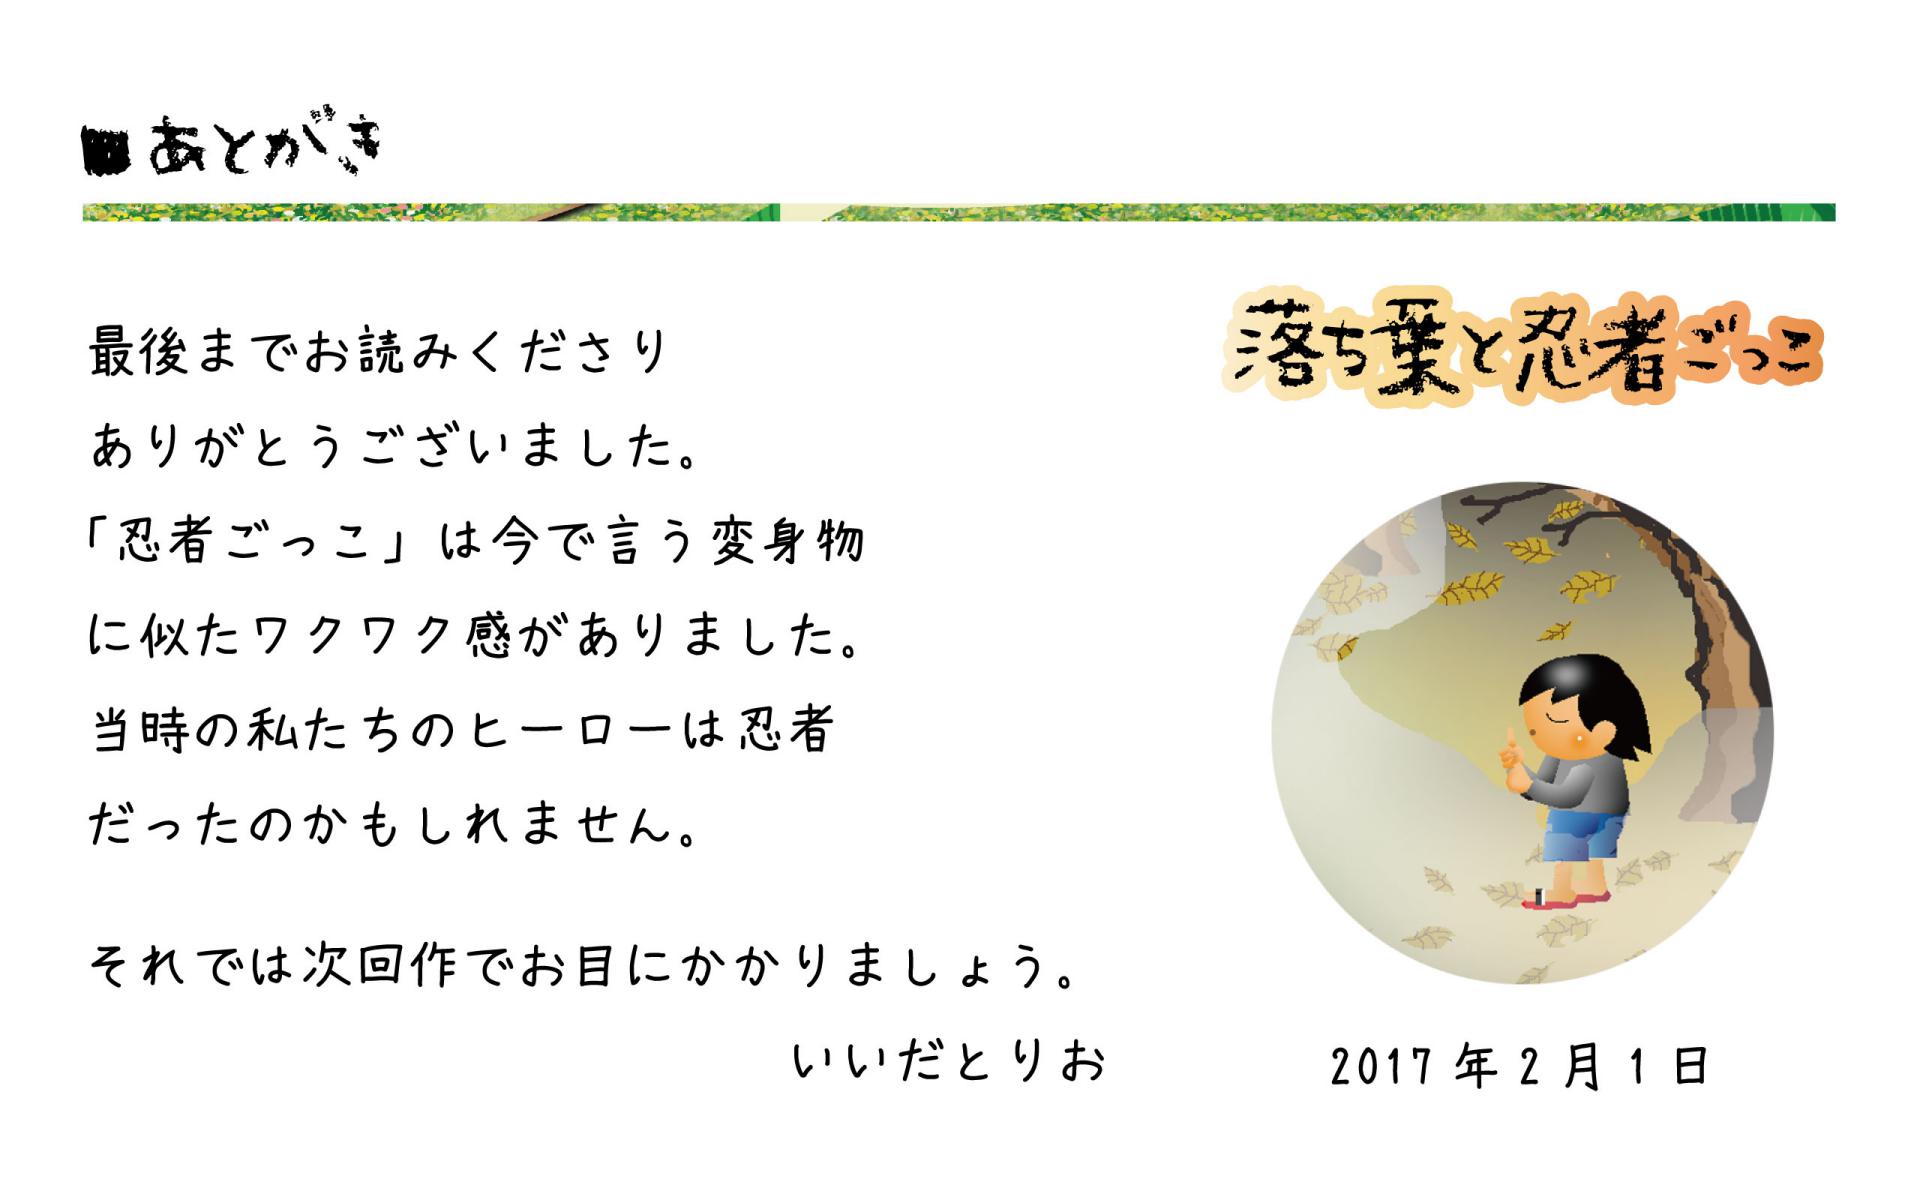 ■あとがき
最後までお読みくださり
ありがとうございました。
「忍者ごっこ」は今で言う変身物
に似たワクワク感がありました。
当時の私たちのヒーローは忍者
だったのかもしれません。
それでは次回作でお目にかかりましょう。
いいだとりお
落ち葉と忍者ごっこ
2017年2月1日